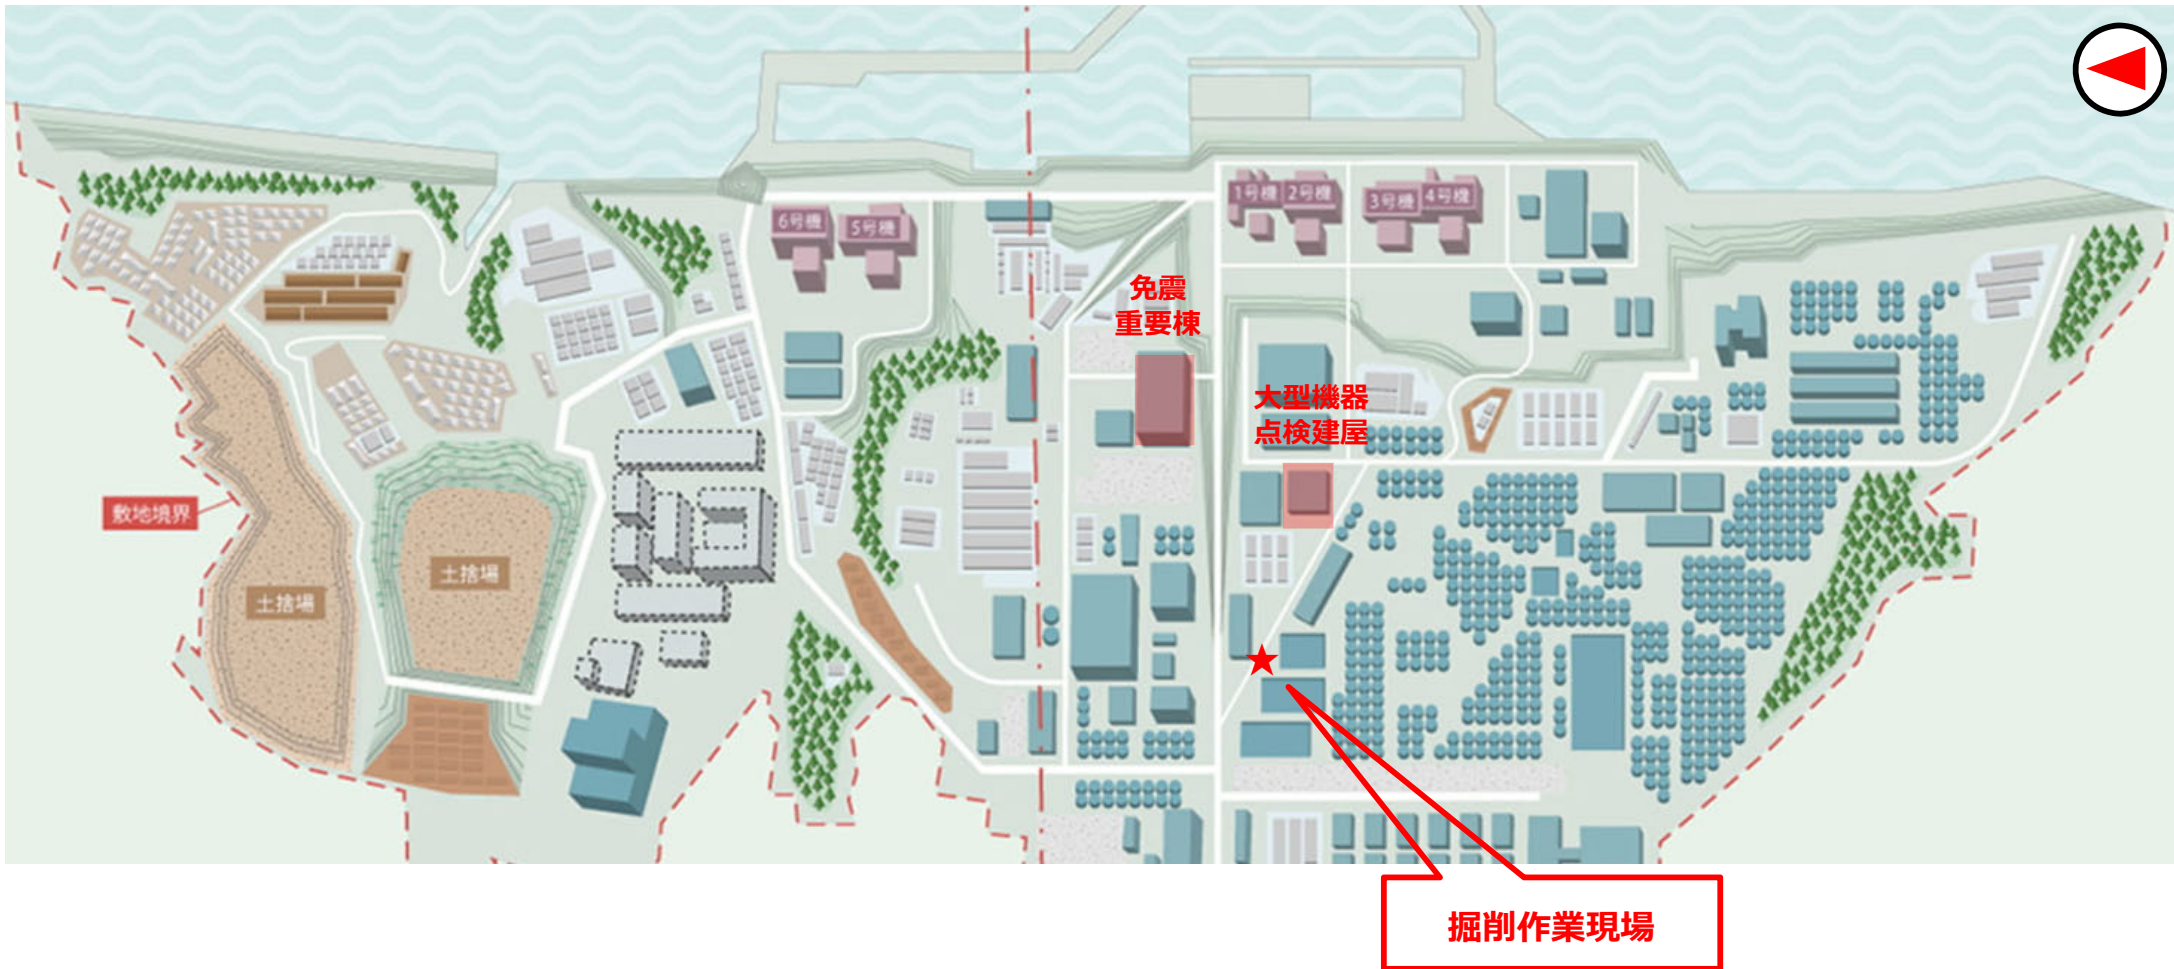 1号機
2号機
3号機
4号機
6号機
5号機
免震
重要棟
大型機器
点検建屋
敷地境界
土捨場
土捨場
掘削作業現場